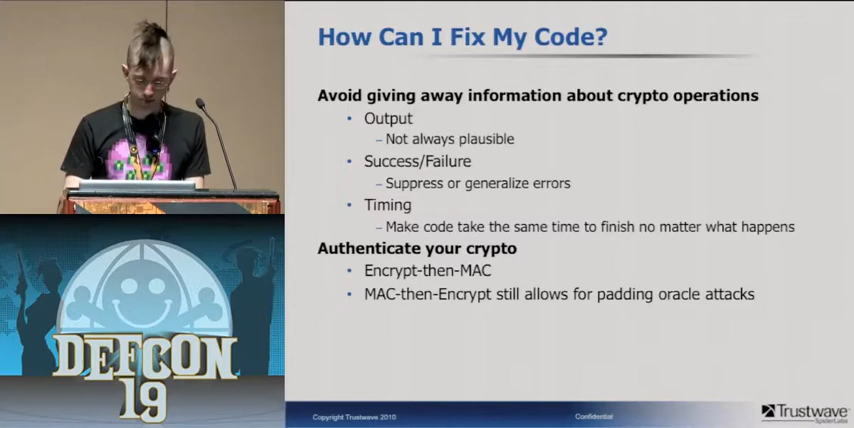 How Can I Fix My Code?
Avoid giving away information about crypto operations
• Output
– Not always plausible
• Success/Failure
– Suppress or generalize errors
• Timing
– Make code take the same time to finish no matter what happens
Authenticate your crypto
• Encrypt-then-MAC
• MAC-then-Encrypt still allows for padding oracle attacks
DEFCON
19
Copyright Trustwave 2010
Confidential
Trustwave
SpiderLabs